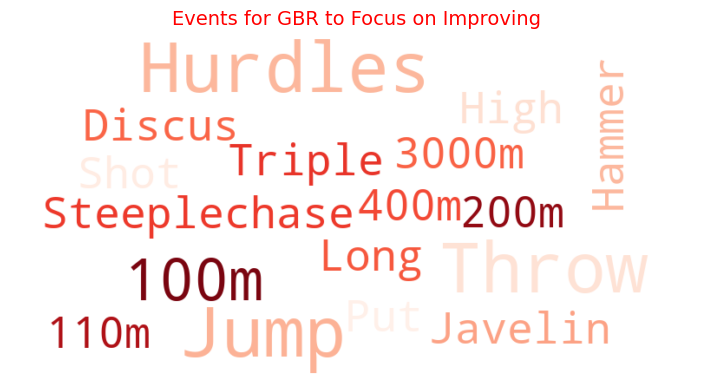 Events for GBR to Focus on Improving
Hurdles
High
Hammer
Discus
Triple
3000m
Shot
Steeplechase
400m
200m
Long
Throw
100m
110m
Jump
Put
Javelin